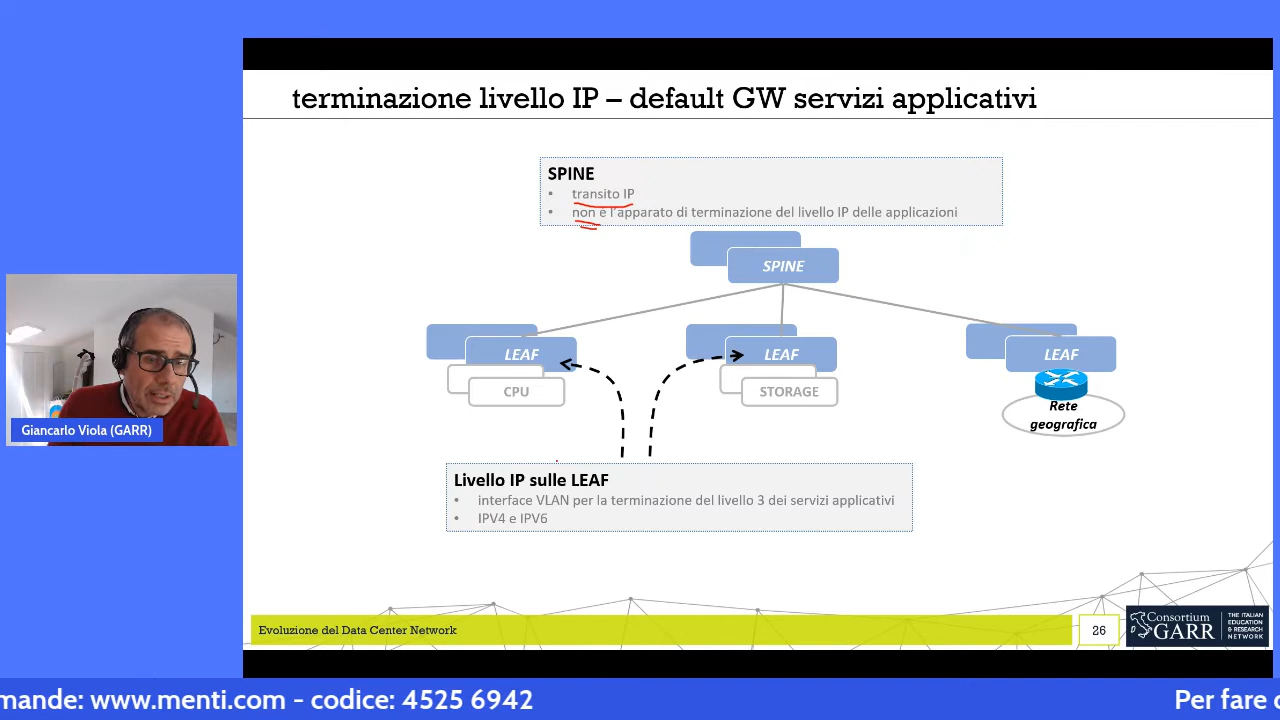 terminazione livello IP – default GW servizi applicativi
SPINE
• transito IP
• non è l'apparato di terminazione del livello IP delle applicazioni
SPINE
LEAF
LEAF
LEAF
CPU
STORAGE
Rete
geografica
Giancarlo Viola (GARR)
Livello IP sulle LEAF
• interface VLAN per la terminazione del livello 3 dei servizi applicativi
• IPV4 e IPV6
Evoluzione del Data Center Network
26
Consortium
GARR
THE ITALIAN
EDUCATION
& RESEARCH
NETWORK
mande: www.menti.com - codice: 4525 6942
Per fare